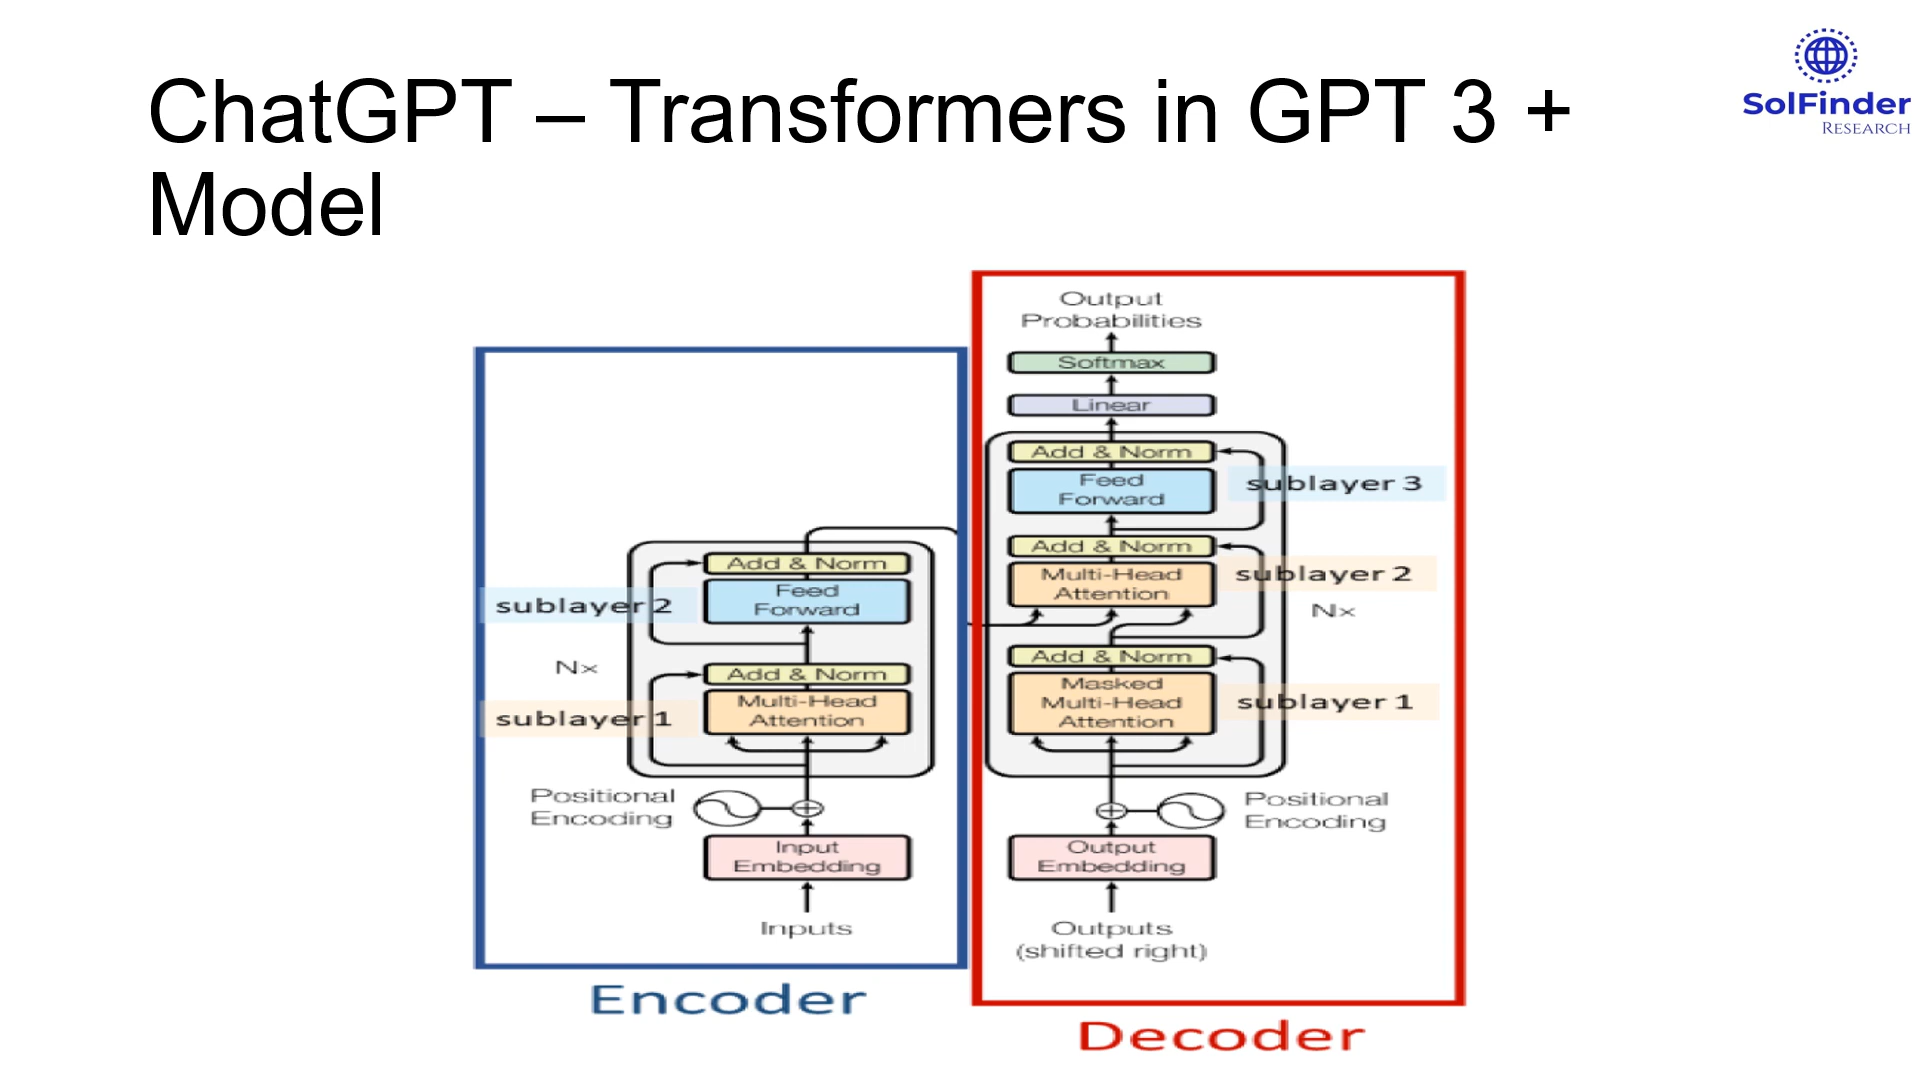 ChatGPT – Transformers in GPT 3 +
Model
SolFinder
RESEARCH
Output
Probabilities
Softmax
Linear
Add & Norm
Feed
Forward
sublayer 3
Add & Norm
Multi-Head
Attention
sublayer 2
Nx
Add & Norm
Masked
Multi-Head
Attention
sublayer 1
Positional
Encoding
Output
Embedding
Outputs
(shifted right)
Decoder
Add & Norm
Feed
Forward
sublayer 2
Nx
Add & Norm
Multi-Head
Attention
sublayer 1
Positional
Encoding
Input
Embedding
Inputs
Encoder